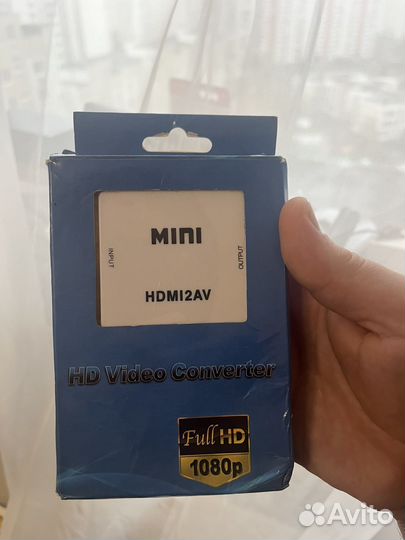 MINI
INPUT
OUTPUT
HDMI2AV
HD Video Converter
Full HD
1080p
Avito